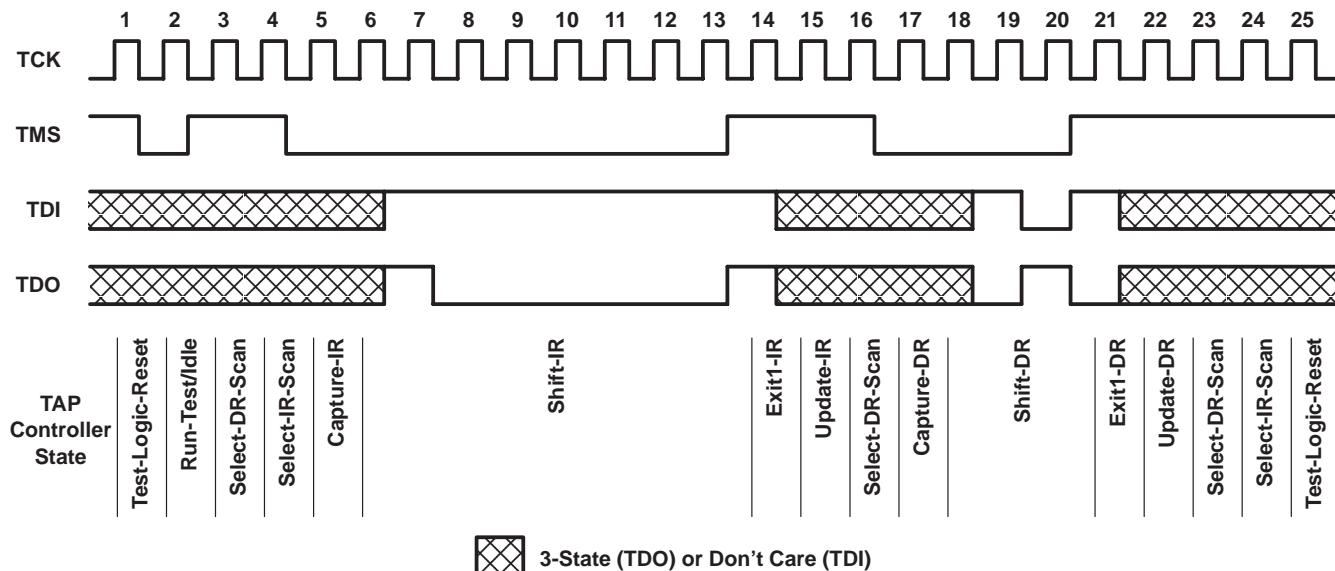 1 2 3 4 5 6 7 8 9 10 11 12 13 14 15 16 17 18 19 20 21 22 23 24 25
TCK
TMS
TDI
TDO
TAP
Controller
State
Test-Logic-Reset
Run-Test/Idle
Select-DR-Scan
Select-IR-Scan
Capture-IR
Shift-IR
Exit1-IR
Update-IR
Select-DR-Scan
Capture-DR
Shift-DR
Exit1-DR
Update-DR
Select-DR-Scan
Select-IR-Scan
Test-Logic-Reset
3-State (TDO) or Don't Care (TDI)